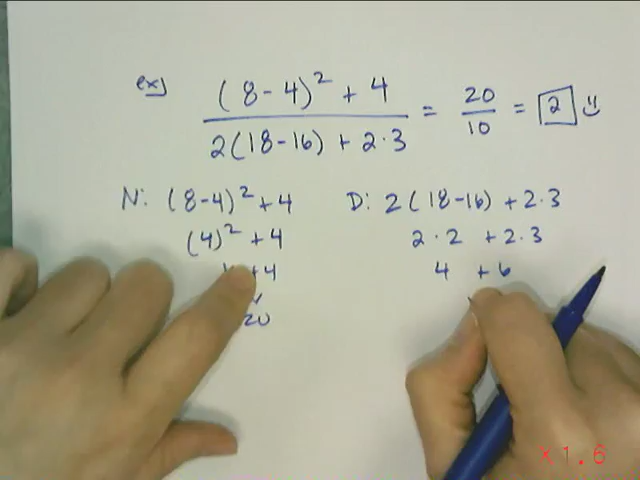 ex) (8-4)² + 4 / 2(18-16) + 2·3 = 20/10 = 2
N: (8-4)² + 4
D: 2(18-16) + 2·3
(4)² + 4
2·2 + 2·3
+4
4 + 6
20
x1.6